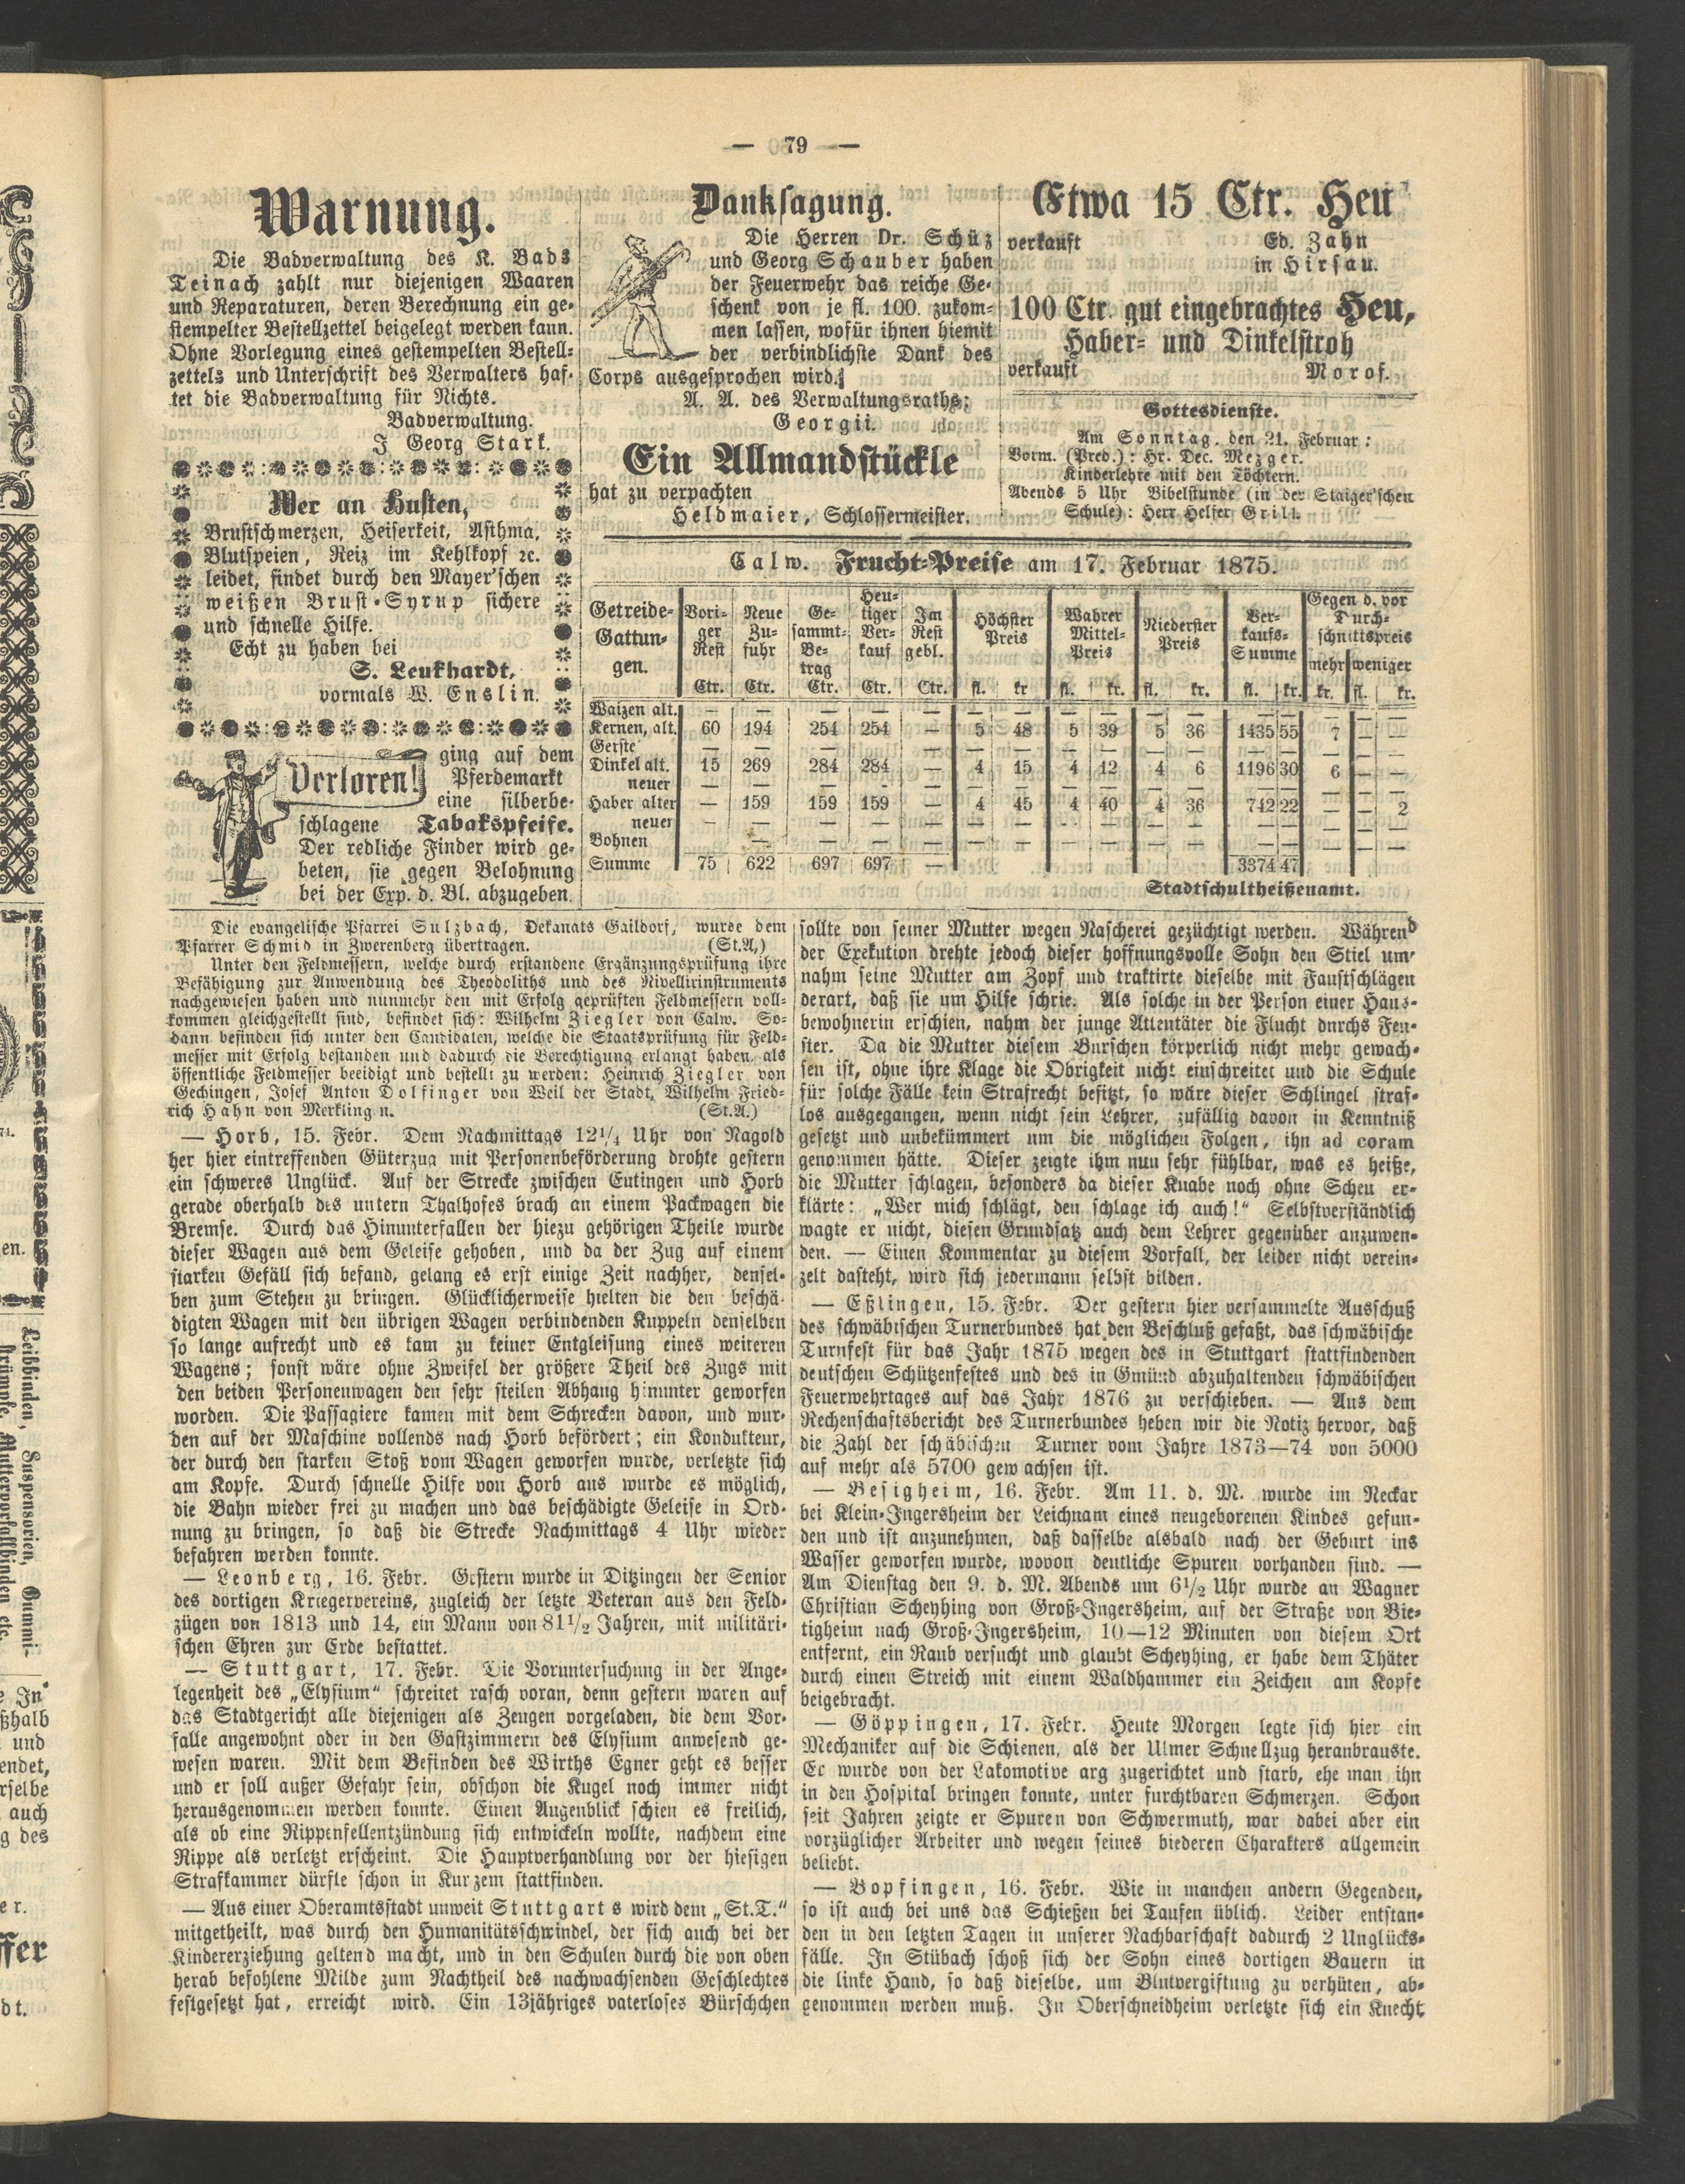 — 79 —
Warnung.
Die Badverwaltung des K. Bads
Teinach zahlt nur diejenigen Waaren
und Reparaturen, deren Berechnung ein ge-
stempelter Bestellzettel beigelegt werden kann.
Ohne Vorlegung eines gestempelten Bestell-
zettels und Unterschrift des Verwalters haf-
tet die Badverwaltung für Nichts.
Badverwaltung.
J Georg Stark.
Wer an Husten,
Brustschmerzen, Heiserkeit, Asthma,
Blutspeien, Reiz im Kehlkopf ꝛc.
leidet, findet durch den Mayer'schen
weißen Brust-Syrup sichere
und schnelle Hilfe.
Echt zu haben bei
S. Leukhardt,
vormals W. Enslin.
Verloren!
ging auf dem
Pferdemarkt
eine silberbe-
schlagene Tabakspfeife.
Der redliche Finder wird ge-
beten, sie gegen Belohnung
bei der Exp. d. Bl. abzugeben.
Danksagung.
Die Herren Dr. Schüz
und Georg Schauber haben
der Feuerwehr das reiche Ge-
schenk von je fl. 100. zukom-
men lassen, wofür ihnen hiemit
der verbindlichste Dank des
Corps ausgesprochen wird.
A. A. des Verwaltungsraths:
Georgii.
Ein Allmandstückle
hat zu verpachten
Heldmaier, Schlossermeister.
Etwa 15 Ctr. Heu
verkauft Ed. Zahn
in Hirsau.
100 Ctr. gut eingebrachtes Heu,
Haber- und Dinkelstroh
verkauft Morof.
Gottesdienste.
Am Sonntag, den 21. Februar:
Vorm. (Pred.): Hr. Dec. Mezger.
Kinderlehre mit den Töchtern.
Abends 5 Uhr Bibelstunde (in der Staiger'schen
Schule): Herr Helfer Grill.
Calw. Frucht-Preise am 17. Februar 1875.
Getreide-Gattungen. Voriger Rest Neue Zufuhr Gesammt-Betrag Heutiger Verkauf Im Rest gebl. Höchster Preis Wahrer Mittel-Preis Niederster Preis Verkaufs-Summe Gegen d. vor Durchschnittspreis mehr weniger
Ctr. Ctr. Ctr. Ctr. Ctr. fl. kr fl. kr. fl. kr. fl. kr. kr. fl. kr.
Waizen alt. — — — — — — — — — — — — — — — —
Kernen, alt. 60 194 254 254 — 5 48 5 39 5 36 1435 55 7 — —
Gerste — — — — — — — — — — — — — — —
Dinkel alt. 15 269 284 284 — 4 15 4 12 4 6 1196 30 6 — —
neuer — — — — — — — — — — — — — — —
Haber alter — 159 159 159 — 4 45 4 40 4 36 742 22 — — 2
neuer — — — — — — — — — — — — — — —
Bohnen — — — — — — — — — — — — — —
Summe 75 622 697 697 — 3374 47
Stadtschultheißenamt.
Die evangelische Pfarrei Sulzbach, Dekanats Gaildorf, wurde dem
Pfarrer Schmid in Zwerenberg übertragen. (St.A.)
Unter den Feldmessern, welche durch erstandene Ergänzungsprüfung ihre
Befähigung zur Anwendung des Theodoliths und des Nivellirinstruments
nachgewiesen haben und nunmehr den mit Erfolg geprüften Feldmessern voll-
kommen gleichgestellt sind, befindet sich: Wilhelm Ziegler von Calw. So-
dann befinden sich unter den Candidaten, welche die Staatsprüfung für Feld-
messer mit Erfolg bestanden und dadurch die Berechtigung erlangt haben, als
öffentliche Feldmesser beeidigt und bestellt zu werden: Heinrich Ziegler von
Gechingen, Josef Anton Dolfinger von Weil der Stadt, Wilhelm Fried-
rich Hahn von Merklingen. (St.A.)
— Horb, 15. Febr. Dem Nachmittags 12¼ Uhr von Nagold
her hier eintreffenden Güterzug mit Personenbeförderung drohte gestern
ein schweres Unglück. Auf der Strecke zwischen Eutingen und Horb
gerade oberhalb des untern Thalhofes brach an einem Packwagen die
Bremse. Durch das Hinunterfallen der hiezu gehörigen Theile wurde
dieser Wagen aus dem Geleise gehoben, und da der Zug auf einem
starken Gefäll sich befand, gelang es erst einige Zeit nachher, densel-
ben zum Stehen zu bringen. Glücklicherweise hielten die den beschä-
digten Wagen mit den übrigen Wagen verbindenden Kuppeln denselben
so lange aufrecht und es kam zu keiner Entgleisung eines weiteren
Wagens; sonst wäre ohne Zweifel der größere Theil des Zugs mit
den beiden Personenwagen den sehr steilen Abhang hinunter geworfen
worden. Die Passagiere kamen mit dem Schrecken davon, und wur-
den auf der Maschine vollends nach Horb befördert; ein Kondukteur,
der durch den starken Stoß vom Wagen geworfen wurde, verletzte sich
am Kopfe. Durch schnelle Hilfe von Horb aus wurde es möglich,
die Bahn wieder frei zu machen und das beschädigte Geleise in Ord-
nung zu bringen, so daß die Strecke Nachmittags 4 Uhr wieder
befahren werden konnte.
— Leonberg, 16. Febr. Gestern wurde in Ditzingen der Senior
des dortigen Kriegervereins, zugleich der letzte Veteran aus den Feld-
zügen von 1813 und 14, ein Mann von 81½ Jahren, mit militäri-
schen Ehren zur Erde bestattet.
— Stuttgart, 17. Febr. Die Voruntersuchung in der Ange-
legenheit des „Elysium“ schreitet rasch voran, denn gestern waren auf
das Stadtgericht alle diejenigen als Zeugen vorgeladen, die dem Vor-
falle angewohnt oder in den Gastzimmern des Elysium anwesend ge-
wesen waren. Mit dem Befinden des Wirths Egner geht es besser
und er soll außer Gefahr sein, obschon die Kugel noch immer nicht
herausgenommen werden konnte. Einen Augenblick schien es freilich,
als ob eine Rippenfellentzündung sich entwickeln wollte, nachdem eine
Rippe als verletzt erscheint. Die Hauptverhandlung vor der hiesigen
Strafkammer dürfle schon in Kurzem stattfinden.
— Aus einer Oberamtsstadt unweit Stuttgarts wird dem „St.T.“
mitgetheilt, was durch den Humanitätsschwindel, der sich auch bei der
Kindererziehung geltend macht, und in den Schulen durch die von oben
herab befohlene Milde zum Nachtheil des nachwachsenden Geschlechtes
festgesetzt hat, erreicht wird. Ein 13jähriges vaterloses Bürschchen
sollte von seiner Mutter wegen Nascherei gezüchtigt werden. Während
der Exekution drehte jedoch dieser hoffnungsvolle Sohn den Stiel um,
nahm seine Mutter am Zopf und traktirte dieselbe mit Faustschlägen
derart, daß sie um Hilfe schrie. Als solche in der Person einer Haus-
bewohnerin erschien, nahm der junge Atlentäter die Flucht durchs Fen-
ster. Da die Mutter diesem Burschen körperlich nicht mehr gewach-
sen ist, ohne ihre Klage die Obrigkeit nicht einschreitet und die Schule
für solche Fälle kein Strafrecht besitzt, so wäre dieser Schlingel straf-
los ausgegangen, wenn nicht sein Lehrer, zufällig davon in Kenntniß
gesetzt und unbekümmert um die möglichen Folgen, ihn ad coram
genommen hätte. Dieser zeigte ihm nun sehr fühlbar, was es heiße,
die Mutter schlagen, besonders da dieser Knabe noch ohne Scheu er-
klärte: „Wer mich schlägt, den schlage ich auch!“ Selbstverständlich
wagte er nicht, diesen Grundsatz auch dem Lehrer gegenüber anzuwen-
den. — Einen Kommentar zu diesem Vorfall, der leider nicht verein-
zelt dasteht, wird sich jedermann selbst bilden.
— Eßlingen, 15. Febr. Der gestern hier versammelte Ausschuß
des schwäbischen Turnerbundes hat den Beschluß gefaßt, das schwäbische
Turnfest für das Jahr 1875 wegen des in Stuttgart stattfindenden
deutschen Schützenfestes und des in Gmünd abzuhaltenden schwäbischen
Feuerwehrtages auf das Jahr 1876 zu verschieben. — Aus dem
Rechenschaftsbericht des Turnerbundes heben wir die Notiz hervor, daß
die Zahl der schäbischen Turner vom Jahre 1873—74 von 5000
auf mehr als 5700 gewachsen ist.
— Besigheim, 16. Febr. Am 11. d. M. wurde im Neckar
bei Klein-Ingersheim der Leichnam eines neugeborenen Kindes gefun-
den und ist anzunehmen, daß dasselbe alsbald nach der Geburt ins
Wasser geworfen wurde, wovon deutliche Spuren vorhanden sind. —
Am Dienstag den 9. d. M. Abends um 6½ Uhr wurde an Wagner
Christian Scheyhing von Groß-Ingersheim, auf der Straße von Bie-
tigheim nach Groß-Ingersheim, 10—12 Minuten von diesem Ort
entfernt, ein Raub versucht und glaubt Scheyhing, er habe dem Thäter
durch einen Streich mit einem Waldhammer ein Zeichen am Kopfe
beigebracht.
— Göppingen, 17. Febr. Heute Morgen legte sich hier ein
Mechaniker auf die Schienen, als der Ulmer Schnellzug heranbrauste.
Er wurde von der Lakomotive arg zugerichtet und starb, ehe man ihn
in den Hospital bringen konnte, unter furchtbaren Schmerzen. Schon
seit Jahren zeigte er Spuren von Schwermuth, war dabei aber ein
vorzüglicher Arbeiter und wegen seines biederen Charakters allgemein
beliebt.
— Bopfingen, 16. Febr. Wie in manchen andern Gegenden,
so ist auch bei uns das Schießen bei Taufen üblich. Leider entstan-
den in den letzten Tagen in unserer Nachbarschaft dadurch 2 Unglücks-
fälle. In Stübach schoß sich der Sohn eines dortigen Bauern in
die linke Hand, so daß dieselbe, um Blutvergiftung zu verhüten, ab-
genommen werden muß. In Oberschneidheim verletzte sich ein Knecht